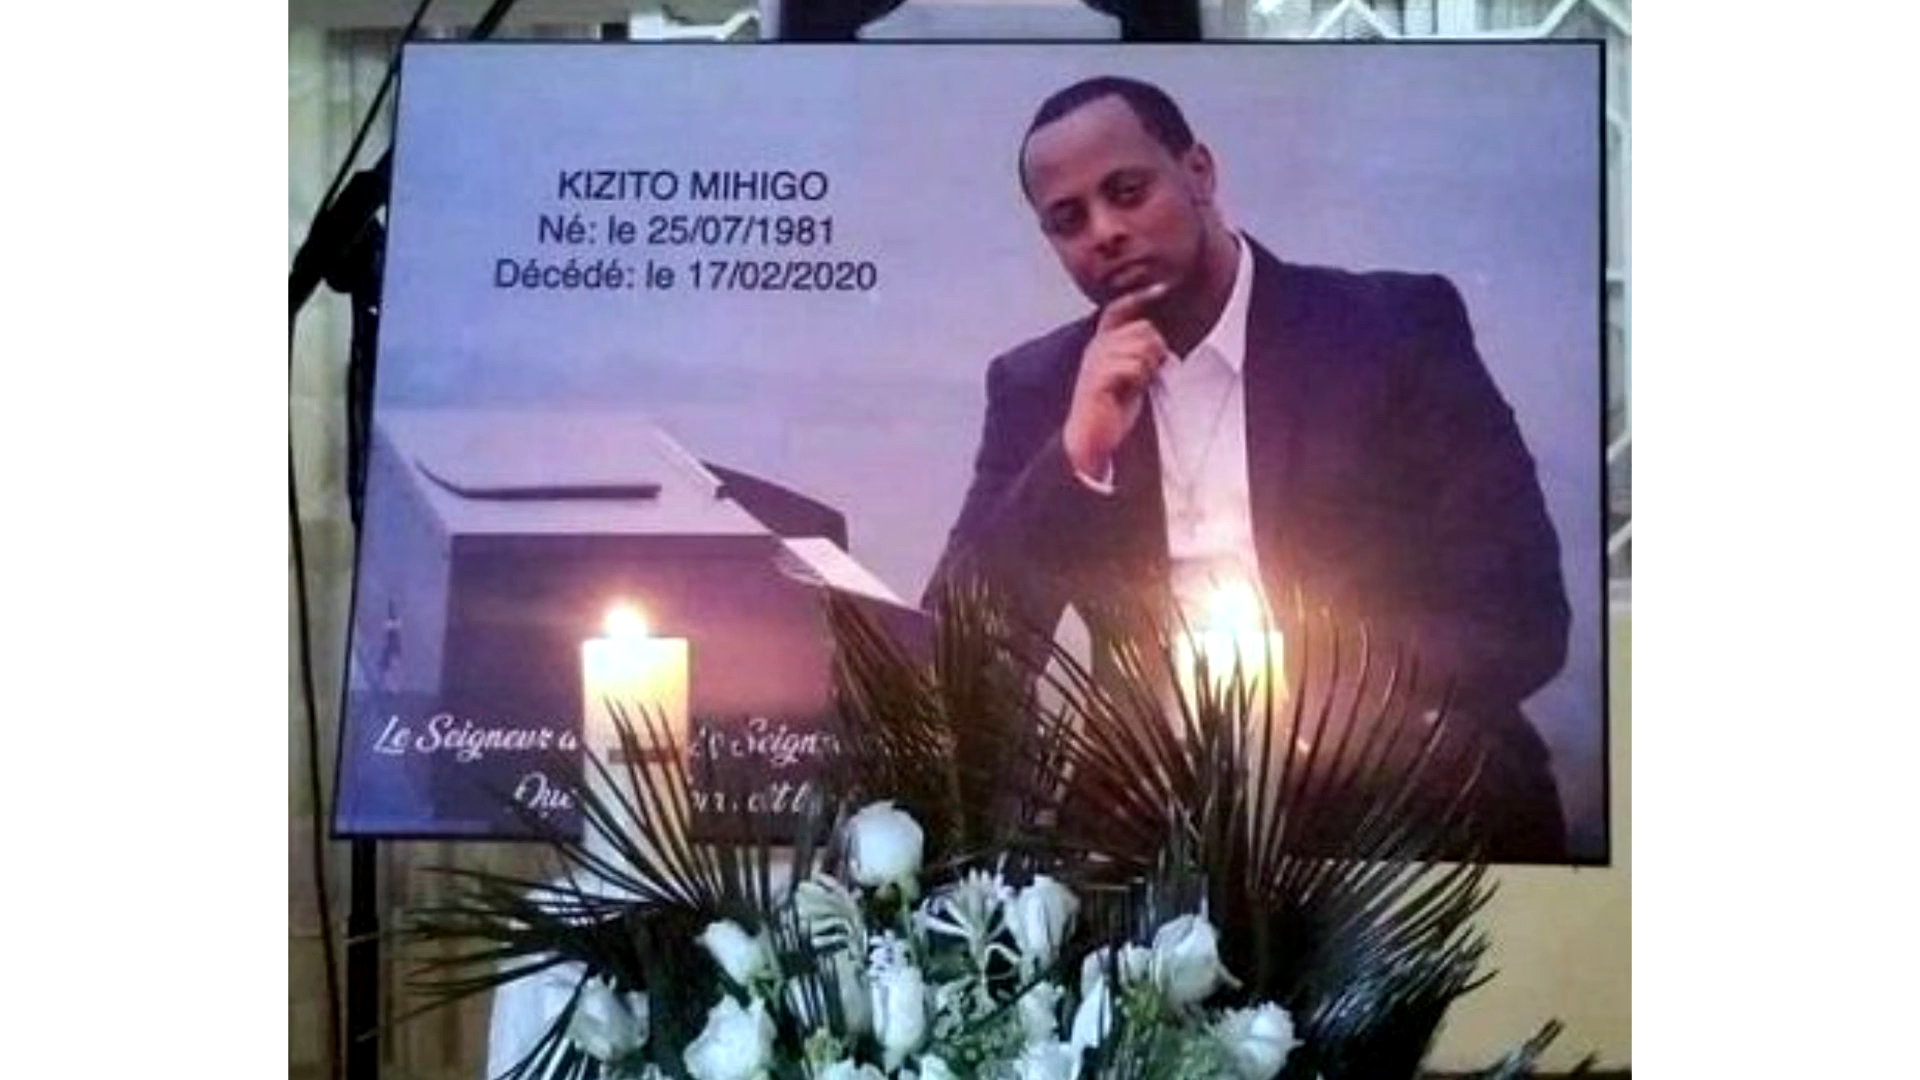 KIZITO MIHIGO
Né: le 25/07/1981
Décédé: le 17/02/2020
Le Seigneur a